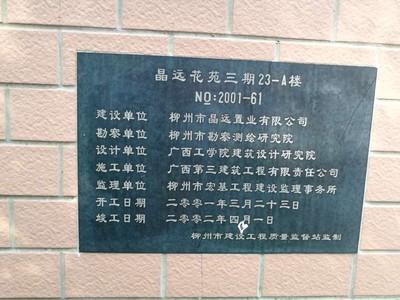 晶远花苑三期23-A楼
NO:2001-61
建设单位 柳州市晶远置业有限公司
勘察单位 柳州市勘察测绘研究院
设计单位 广西工学院建筑设计研究院
施工单位 广西第三建筑工程有限责任公司
监理单位 柳州市宏基工程建设监理事务所
开工日期 二零零一年三月二十三日
竣工日期 二零零二年四月一日
柳州市建设工程质量监督站监制